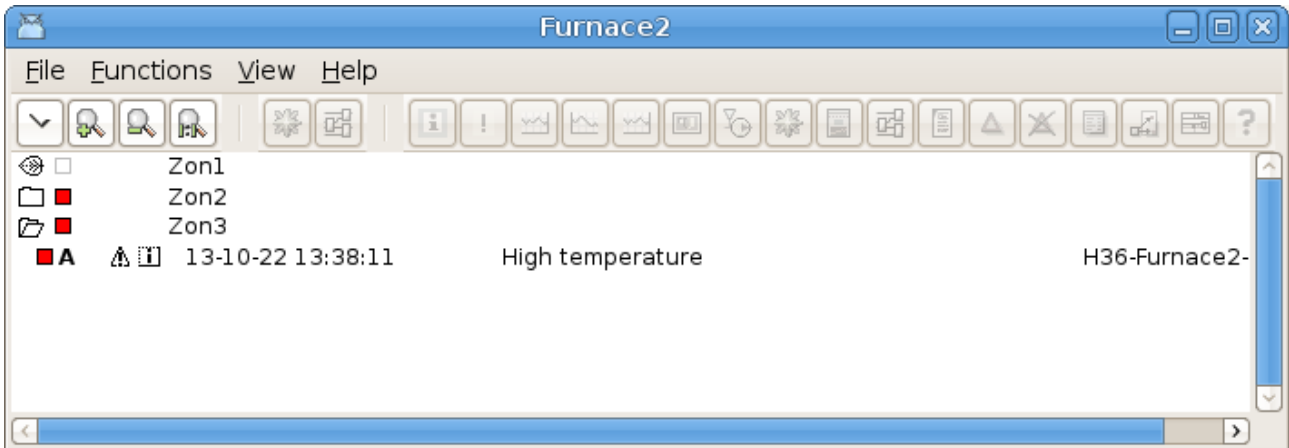 Furnace2
File Functions View Help
Zon1
Zon2
Zon3
A 13-10-22 13:38:11 High temperature H36-Furnace2-